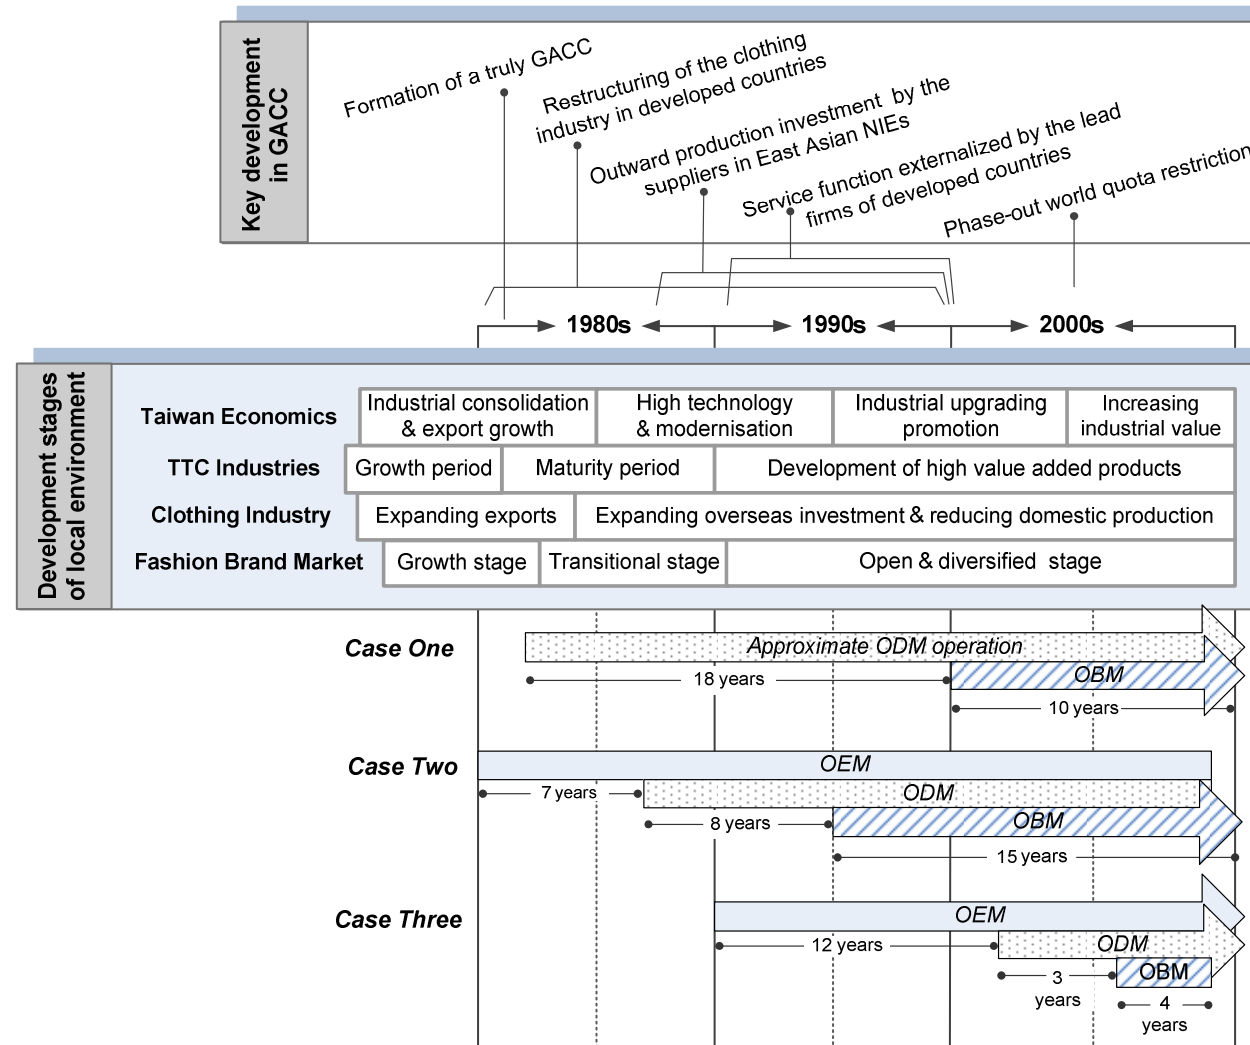 Key development
in GACC
Formation of a truly GACC
Restructuring of the clothing
industry in developed countries
Outward production investment by the
suppliers in East Asian NIEs
Service function externalized by the lead
firms of developed countries
Phase-out world quota restriction
1980s
1990s
2000s
Development stages
of local environment
Taiwan Economics
Industrial consolidation
& export growth
High technology
& modernisation
Industrial upgrading
promotion
Increasing
industrial value
TTC Industries
Growth period
Maturity period
Development of high value added products
Clothing Industry
Expanding exports
Expanding overseas investment & reducing domestic production
Fashion Brand Market
Growth stage
Transitional stage
Open & diversified stage
Case One
Approximate ODM operation
18 years
OBM
10 years
Case Two
OEM
7 years
ODM
8 years
OBM
15 years
Case Three
OEM
12 years
ODM
3
years
OBM
4
years